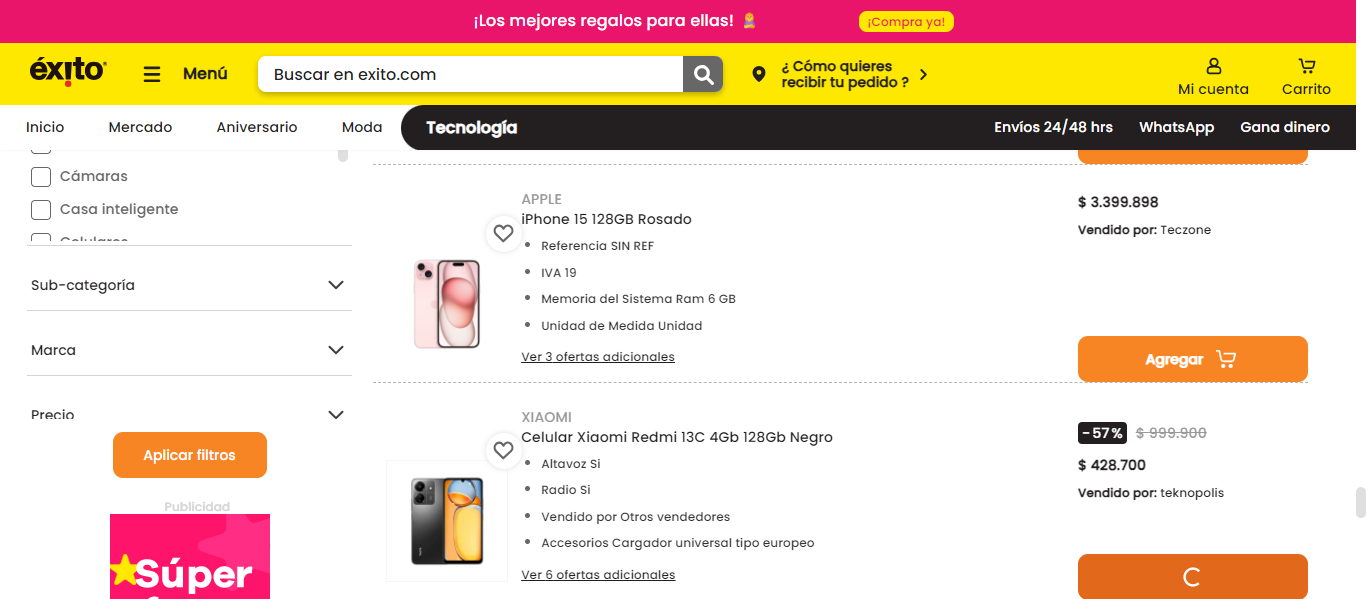 ¡Los mejores regalos para ellas!
¡Compra ya!
éxito
Menú
Buscar en exito.com
¿ Cómo quieres
recibir tu pedido ?
Mi cuenta
Carrito
Inicio
Mercado
Aniversario
Moda
Tecnología
Envíos 24/48 hrs
WhatsApp
Gana dinero
Cámaras
Casa inteligente
Celulares
Sub-categoría
Marca
Precio
Aplicar filtros
Publicidad
Súper
APPLE
iPhone 15 128GB Rosado
Referencia SIN REF
IVA 19
Memoria del Sistema Ram 6 GB
Unidad de Medida Unidad
Ver 3 ofertas adicionales
$ 3.399.898
Vendido por: Teczone
Agregar
XIAOMI
Celular Xiaomi Redmi 13C 4Gb 128Gb Negro
Altavoz Si
Radio Si
Vendido por Otros vendedores
Accesorios Cargador universal tipo europeo
Ver 6 ofertas adicionales
-57% $ 999.900
$ 428.700
Vendido por: teknopolis